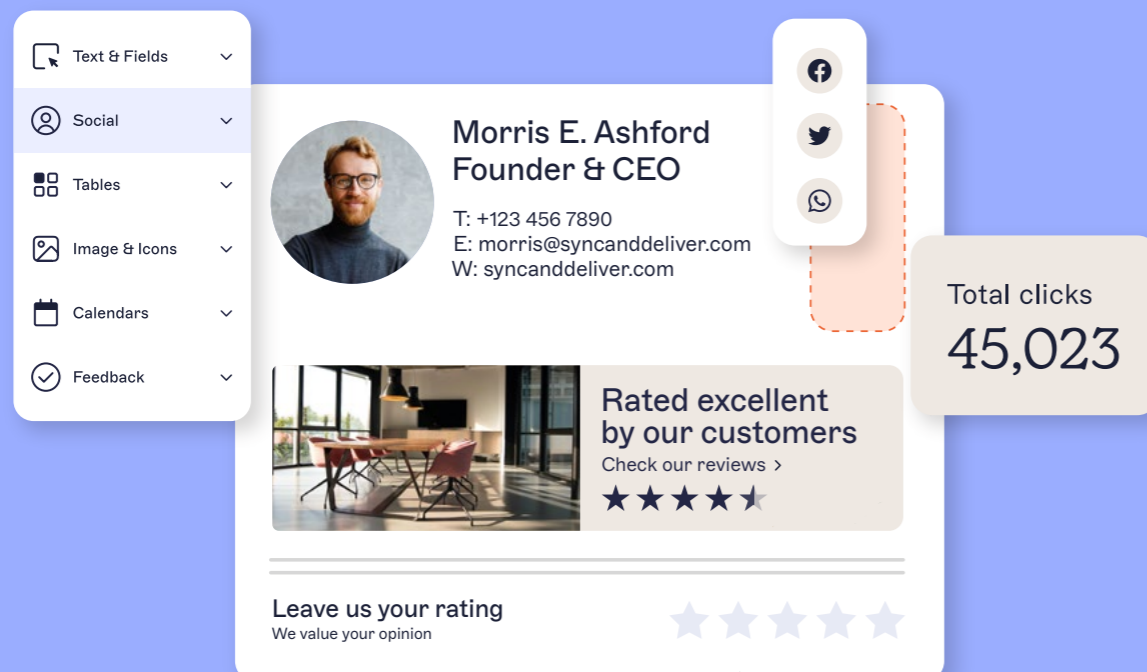 Text & Fields
Social
Tables
Image & Icons
Calendars
Feedback
Morris E. Ashford
Founder & CEO
T: +123 456 7890
E: morris@syncanddeliver.com
W: syncanddeliver.com
Total clicks
45,023
Rated excellent
by our customers
Check our reviews >
Leave us your rating
We value your opinion